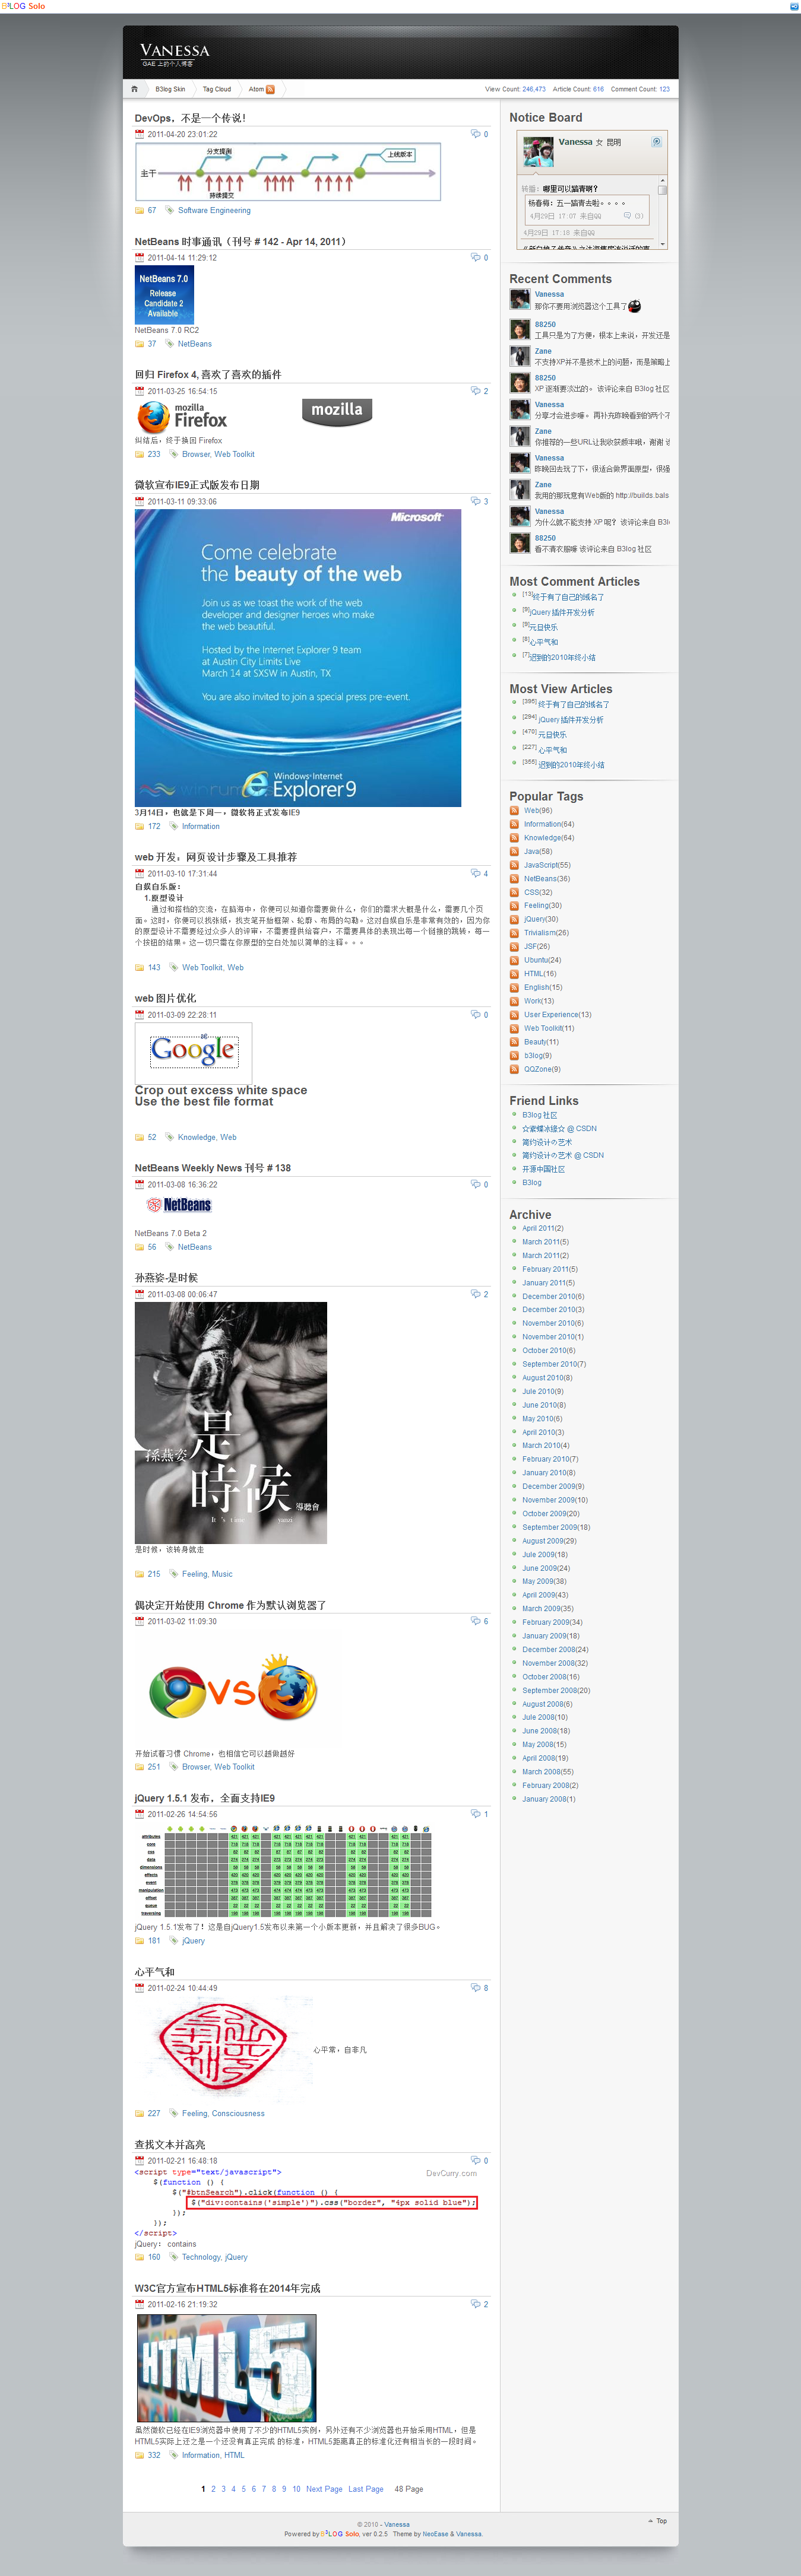 B3LOG Solo
VANESSA
GAE 上的个人博客
B3log Skin
Tag Cloud
Atom
View Count: 246,473 Article Count: 616 Comment Count: 123
DevOps，不是一个传说！
2011-04-20 23:01:22
0
分支提测
上线版本
主干
持续提交
67 Software Engineering
NetBeans 时事通讯（刊号 # 142 - Apr 14, 2011）
2011-04-14 11:29:12
0
NetBeans 7.0
Release
Candidate 2
Available
NetBeans 7.0 RC2
37 NetBeans
回归 Firefox 4, 喜欢了喜欢的插件
2011-03-25 16:54:15
2
mozilla
Firefox
mozilla
纠结后，终于换回 Firefox
233 Browser, Web Toolkit
微软宣布IE9正式版发布日期
2011-03-11 09:33:06
3
Microsoft
Come celebrate
the beauty of the web
Join us as we toast the work of the web
developer and designer heroes who make
the web beautiful.
Hosted by the Internet Explorer 9 team
at Austin City Limits Live
March 14 at SXSW in Austin, TX
You are also invited to join a special press pre-event.
Windows Internet
Explorer9
3月14日，也就是下周一，微软将正式发布IE9
172 Information
web 开发：网页设计步骤及工具推荐
2011-03-10 17:31:44
4
自娱自乐版：
1.原型设计
通过和搭档的交流，在脑海中，你便可以知道你需要做什么，你们的需求大概是什么，需要几个页
面。这时，你便可以找张纸，找支笔开始框架、轮廓、布局的勾勒。这对自娱自乐是非常有效的，因为你
的原型设计不需要经过众多人的评审，不需要提供给客户，不需要具体的表现出每一个链接的跳转，每一
个按钮的结果。这一切只需在你原型的空白处加以简单的注释。。。
143 Web Toolkit, Web
web 图片优化
2011-03-09 22:28:11
0
Google
Crop out excess white space
Use the best file format
52 Knowledge, Web
NetBeans Weekly News 刊号 # 138
2011-03-08 16:36:22
0
NetBeans
NetBeans 7.0 Beta 2
56 NetBeans
孙燕姿-是时候
2011-03-08 00:06:47
2
孫燕姿
是時候
導聽會
It's time
yanzi
是时候，该转身就走
215 Feeling, Music
偶决定开始使用 Chrome 作为默认浏览器了
2011-03-02 11:09:30
6
VS
开始试着习惯 Chrome，也相信它可以越做越好
251 Browser, Web Toolkit
jQuery 1.5.1 发布，全面支持IE9
2011-02-26 14:54:56
1
attributes
core
css
data
dimensions
effects
event
manipulation
offset
queue
traversing
jQuery 1.5.1发布了！这是自jQuery1.5发布以来第一个小版本更新，并且解决了很多BUG。
181 jQuery
心平气和
2011-02-24 10:44:49
8
心平常，自非凡
227 Feeling, Consciousness
查找文本并高亮
2011-02-21 16:48:18
0
<script type="text/javascript">
DevCurry.com
$(function () {
$("#btnSearch").click(function () {
$("div:contains('simple')").css("border", "4px solid blue");
});
});
</script>
jQuery：contains
160 Technology, jQuery
W3C官方宣布HTML5标准将在2014年完成
2011-02-16 21:19:32
2
HTML5
虽然微软已经在IE9浏览器中使用了不少的HTML5实例，另外还有不少浏览器也开始采用HTML，但是
HTML5实际上还是一个还没有真正完成 的标准，HTML5距离真正的标准化还有相当长的一段时间。
332 Information, HTML
1 2 3 4 5 6 7 8 9 10 Next Page Last Page 48 Page
Notice Board
Vanessa 女 昆明
转播：哪里可以踏青咧？
杨春梅：五一踏青去啦。。。。
4月29日 17:07 来自QQ (3)
4月29日 17:18 来自QQ
Recent Comments
Vanessa
那你不要用浏览器这个工具了
88250
工具只是为了方便，根本上来说，开发还是
Zane
不支持XP并不是技术上的问题，而是策略上
88250
XP 逐渐要淡出的。 该评论来自 B3log 社区
Vanessa
分享才会进步嘛。 再补充昨晚看到的两个不
Zane
你推荐的一些URL让我收获颇丰哦，谢谢 该
Vanessa
昨晚回去玩了下，很适合做界面原型，很强
Zane
我用的那玩意有Web版的 http://builds.bals
Vanessa
为什么就不能支持 XP 呢？ 该评论来自 B3lo
88250
看不清衣服嘛 该评论来自 B3log 社区
Most Comment Articles
[13]终于有了自己的域名了
[9]jQuery 插件开发分析
[9]元旦快乐
[8]心平气和
[7]迟到的2010年终小结
Most View Articles
[395] 终于有了自己的域名了
[294] jQuery 插件开发分析
[470] 元旦快乐
[227] 心平气和
[355] 迟到的2010年终小结
Popular Tags
Web(96)
Information(64)
Knowledge(64)
Java(58)
JavaScript(55)
NetBeans(36)
CSS(32)
Feeling(30)
jQuery(30)
Trivialism(26)
JSF(26)
Ubuntu(24)
HTML(16)
English(15)
Work(13)
User Experience(13)
Web Toolkit(11)
Beauty(11)
b3log(9)
QQZone(9)
Friend Links
B3log 社区
☆紫蝶冰缘☆ @ CSDN
简约设计の艺术
简约设计の艺术 @ CSDN
开源中国社区
B3log
Archive
April 2011(2)
March 2011(5)
March 2011(2)
February 2011(5)
January 2011(5)
December 2010(6)
December 2010(3)
November 2010(6)
November 2010(1)
October 2010(6)
September 2010(7)
August 2010(8)
Jule 2010(9)
June 2010(8)
May 2010(6)
April 2010(3)
March 2010(4)
February 2010(7)
January 2010(8)
December 2009(9)
November 2009(10)
October 2009(20)
September 2009(18)
August 2009(29)
Jule 2009(18)
June 2009(24)
May 2009(38)
April 2009(43)
March 2009(35)
February 2009(34)
January 2009(18)
December 2008(24)
November 2008(32)
October 2008(16)
September 2008(20)
August 2008(6)
Jule 2008(10)
June 2008(18)
May 2008(15)
April 2008(19)
March 2008(55)
February 2008(2)
January 2008(1)
© 2010 - Vanessa
Powered by B3LOG Solo, ver 0.2.5 Theme by NeoEase & Vanessa.
Top